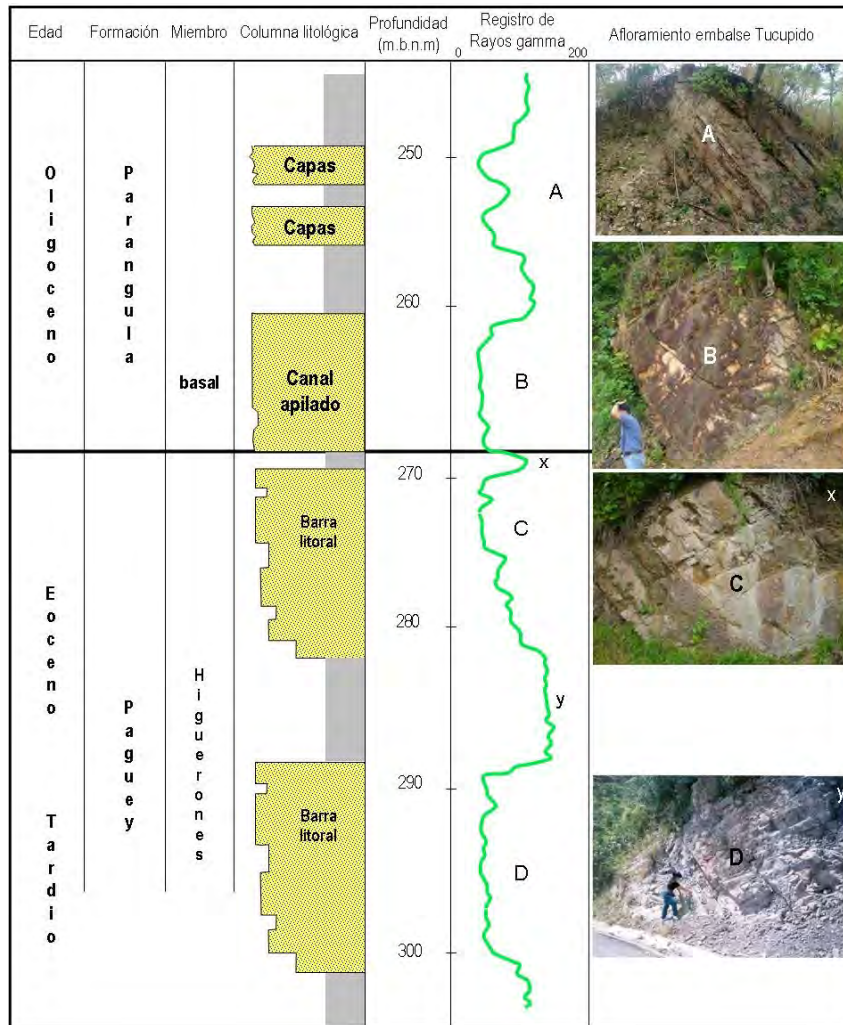 Edad Formación Miembro Columna litológica Profundidad (m.b.n.m) Registro de Rayos gamma Afloramiento embalse Tucupido
0 200
Oligoceno
Parangula
basal
Capas
Capas
Canal
apilado
250
260
A
B
A
B
Eoceno
Tardio
Paguey
Higuerones
Barra
litoral
Barra
litoral
270
280
290
300
x
C
y
D
x
C
y
D